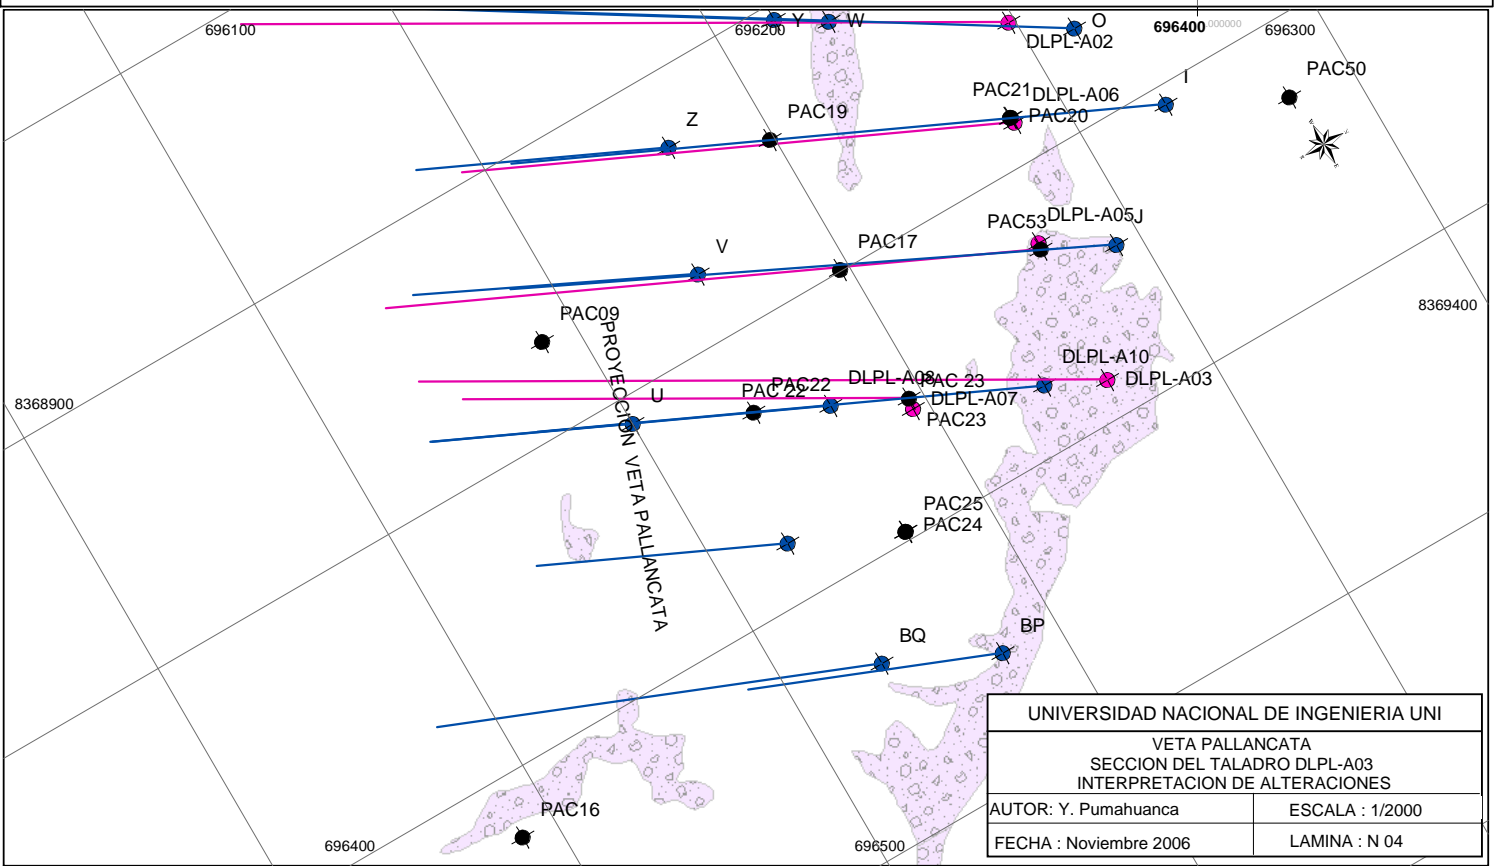 Y
W
O
696100
696200
696400
.000000
696300
DLPL-A02
PAC50
I
PAC21
DLPL-A06
PAC19
PAC20
Z
PAC53
DLPL-A05
J
PAC17
V
8369400
PAC09
PROYECCION VETA PALLANCATA
DLPL-A10
DLPL-A08
PAC 23
DLPL-A03
PAC22
PAC 22
U
DLPL-A07
8368900
PAC23
PAC25
PAC24
BP
BQ
PAC16
696400
696500
UNIVERSIDAD NACIONAL DE INGENIERIA UNI
VETA PALLANCATA
SECCION DEL TALADRO DLPL-A03
INTERPRETACION DE ALTERACIONES
AUTOR: Y. Pumahuanca
ESCALA : 1/2000
FECHA : Noviembre 2006
LAMINA : N 04